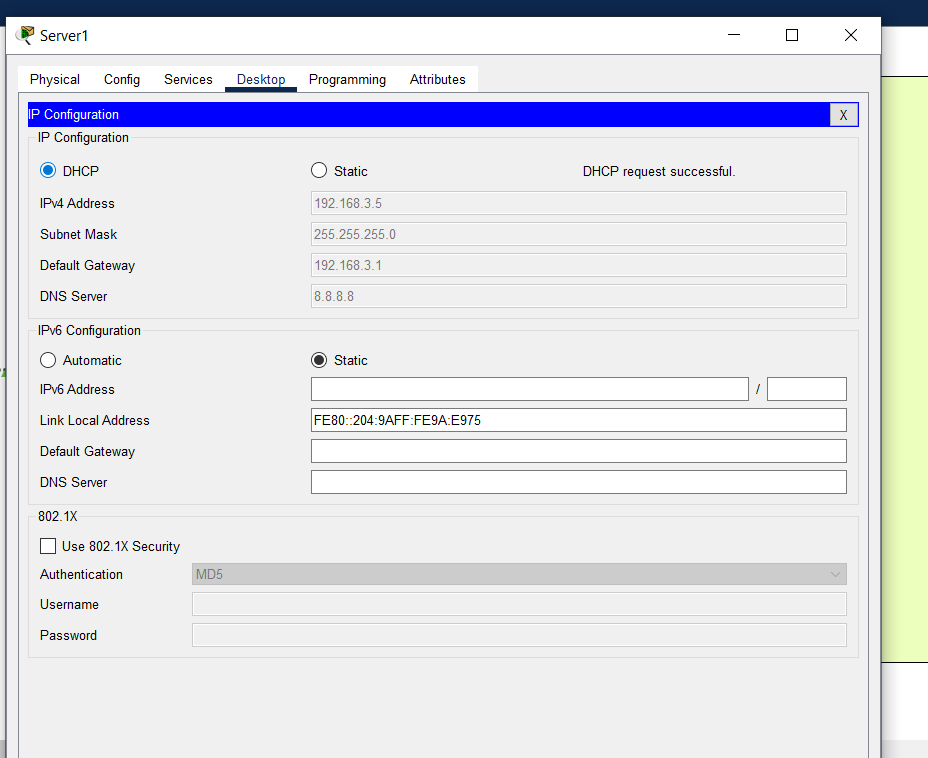 Server1
Physical Config Services Desktop Programming Attributes
IP Configuration X
IP Configuration
DHCP Static DHCP request successful.
IPv4 Address 192.168.3.5
Subnet Mask 255.255.255.0
Default Gateway 192.168.3.1
DNS Server 8.8.8.8
IPv6 Configuration
Automatic Static
IPv6 Address /
Link Local Address FE80::204:9AFF:FE9A:E975
Default Gateway
DNS Server
802.1X
Use 802.1X Security
Authentication MD5
Username
Password